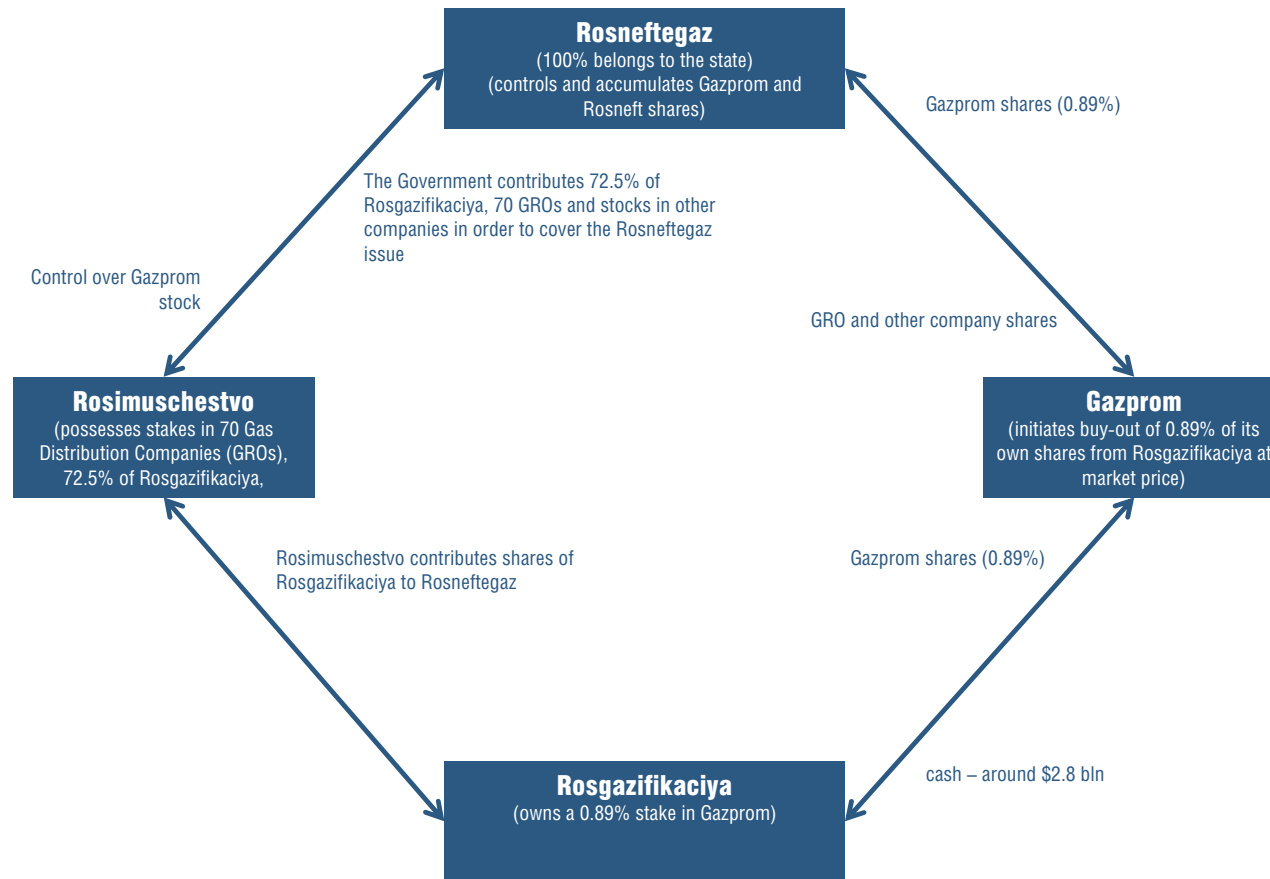 Rosneftegaz
(100% belongs to the state)
(controls and accumulates Gazprom and
Rosneft shares)
Gazprom shares (0.89%)
The Government contributes 72.5% of
Rosgazifikaciya, 70 GROs and stocks in other
companies in order to cover the Rosneftegaz
issue
Control over Gazprom
stock
GRO and other company shares
Rosimuschestvo
(possesses stakes in 70 Gas
Distribution Companies (GROs),
72.5% of Rosgazifikaciya,
Gazprom
(initiates buy-out of 0.89% of its
own shares from Rosgazifikaciya at
market price)
Rosimuschestvo contributes shares of
Rosgazifikaciya to Rosneftegaz
Gazprom shares (0.89%)
cash – around $2.8 bln
Rosgazifikaciya
(owns a 0.89% stake in Gazprom)